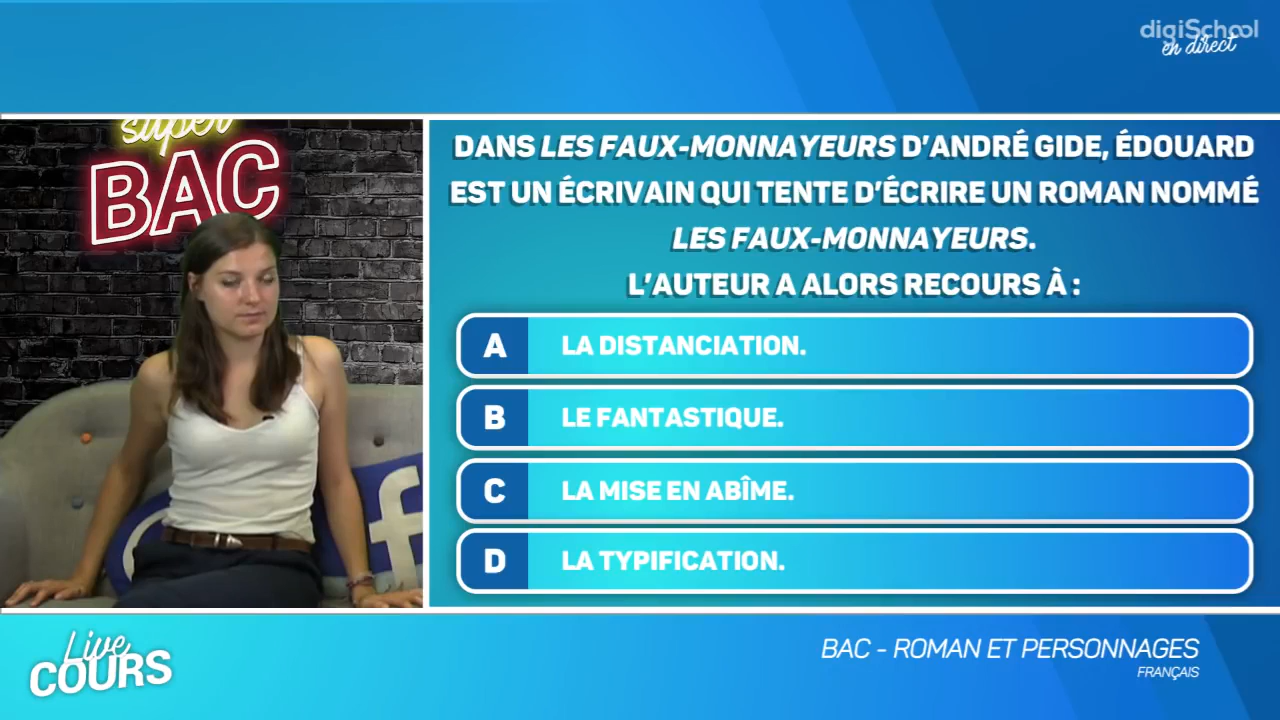 digiSchool
en direct
super
BAC
DANS LES FAUX-MONNAYEURS D'ANDRÉ GIDE, ÉDOUARD
EST UN ÉCRIVAIN QUI TENTE D'ÉCRIRE UN ROMAN NOMMÉ
LES FAUX-MONNAYEURS.
L'AUTEUR A ALORS RECOURS À :
A LA DISTANCIATION.
B LE FANTASTIQUE.
C LA MISE EN ABÎME.
D LA TYPIFICATION.
f
Live
COURS
BAC - ROMAN ET PERSONNAGES
FRANÇAIS